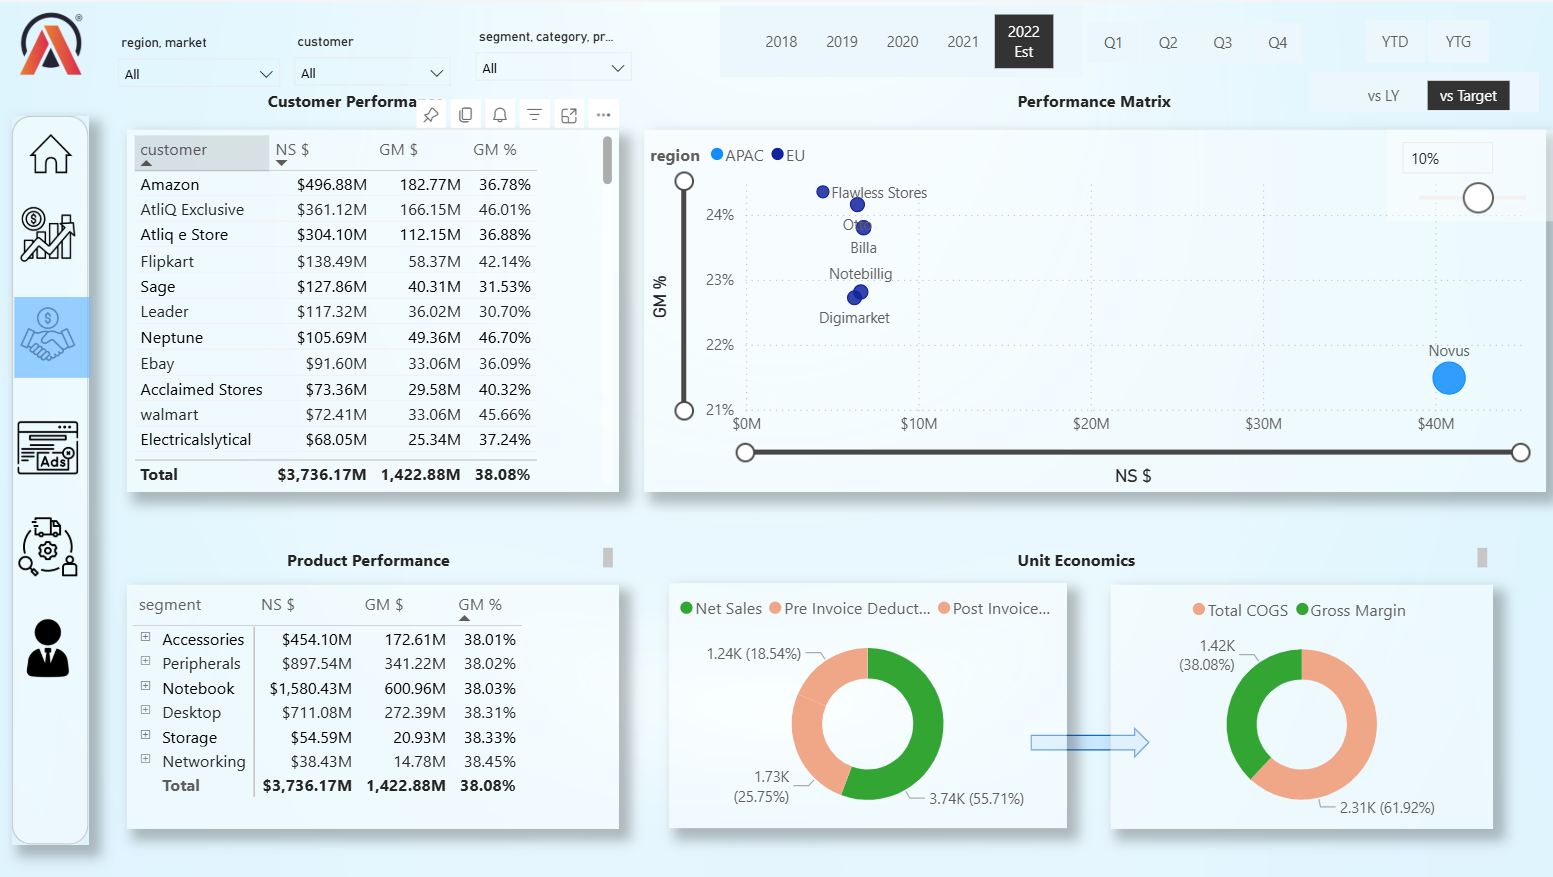 region, market
All
customer
All
segment, category, pr...
All
2018
2019
2020
2021
2022
Est
Q1
Q2
Q3
Q4
YTD
YTG
vs LY
vs Target
Customer Performa
customer NS $ GM $ GM %
Amazon $496.88M 182.77M 36.78%
AtliQ Exclusive $361.12M 166.15M 46.01%
Atliq e Store $304.10M 112.15M 36.88%
Flipkart $138.49M 58.37M 42.14%
Sage $127.86M 40.31M 31.53%
Leader $117.32M 36.02M 30.70%
Neptune $105.69M 49.36M 46.70%
Ebay $91.60M 33.06M 36.09%
Acclaimed Stores $73.36M 29.58M 40.32%
walmart $72.41M 33.06M 45.66%
Electricalslytical $68.05M 25.34M 37.24%
Total $3,736.17M 1,422.88M 38.08%
Performance Matrix
region APAC EU
10%
GM %
24%
23%
22%
21%
Flawless Stores
Otto
Billa
Notebillig
Digimarket
Novus
$0M $10M $20M $30M $40M
NS $
Ads
Product Performance
segment NS $ GM $ GM %
Accessories $454.10M 172.61M 38.01%
Peripherals $897.54M 341.22M 38.02%
Notebook $1,580.43M 600.96M 38.03%
Desktop $711.08M 272.39M 38.31%
Storage $54.59M 20.93M 38.33%
Networking $38.43M 14.78M 38.45%
Total $3,736.17M 1,422.88M 38.08%
Unit Economics
Net Sales Pre Invoice Deduct... Post Invoice...
1.24K (18.54%)
1.73K
(25.75%)
3.74K (55.71%)
Total COGS Gross Margin
1.42K
(38.08%)
2.31K (61.92%)